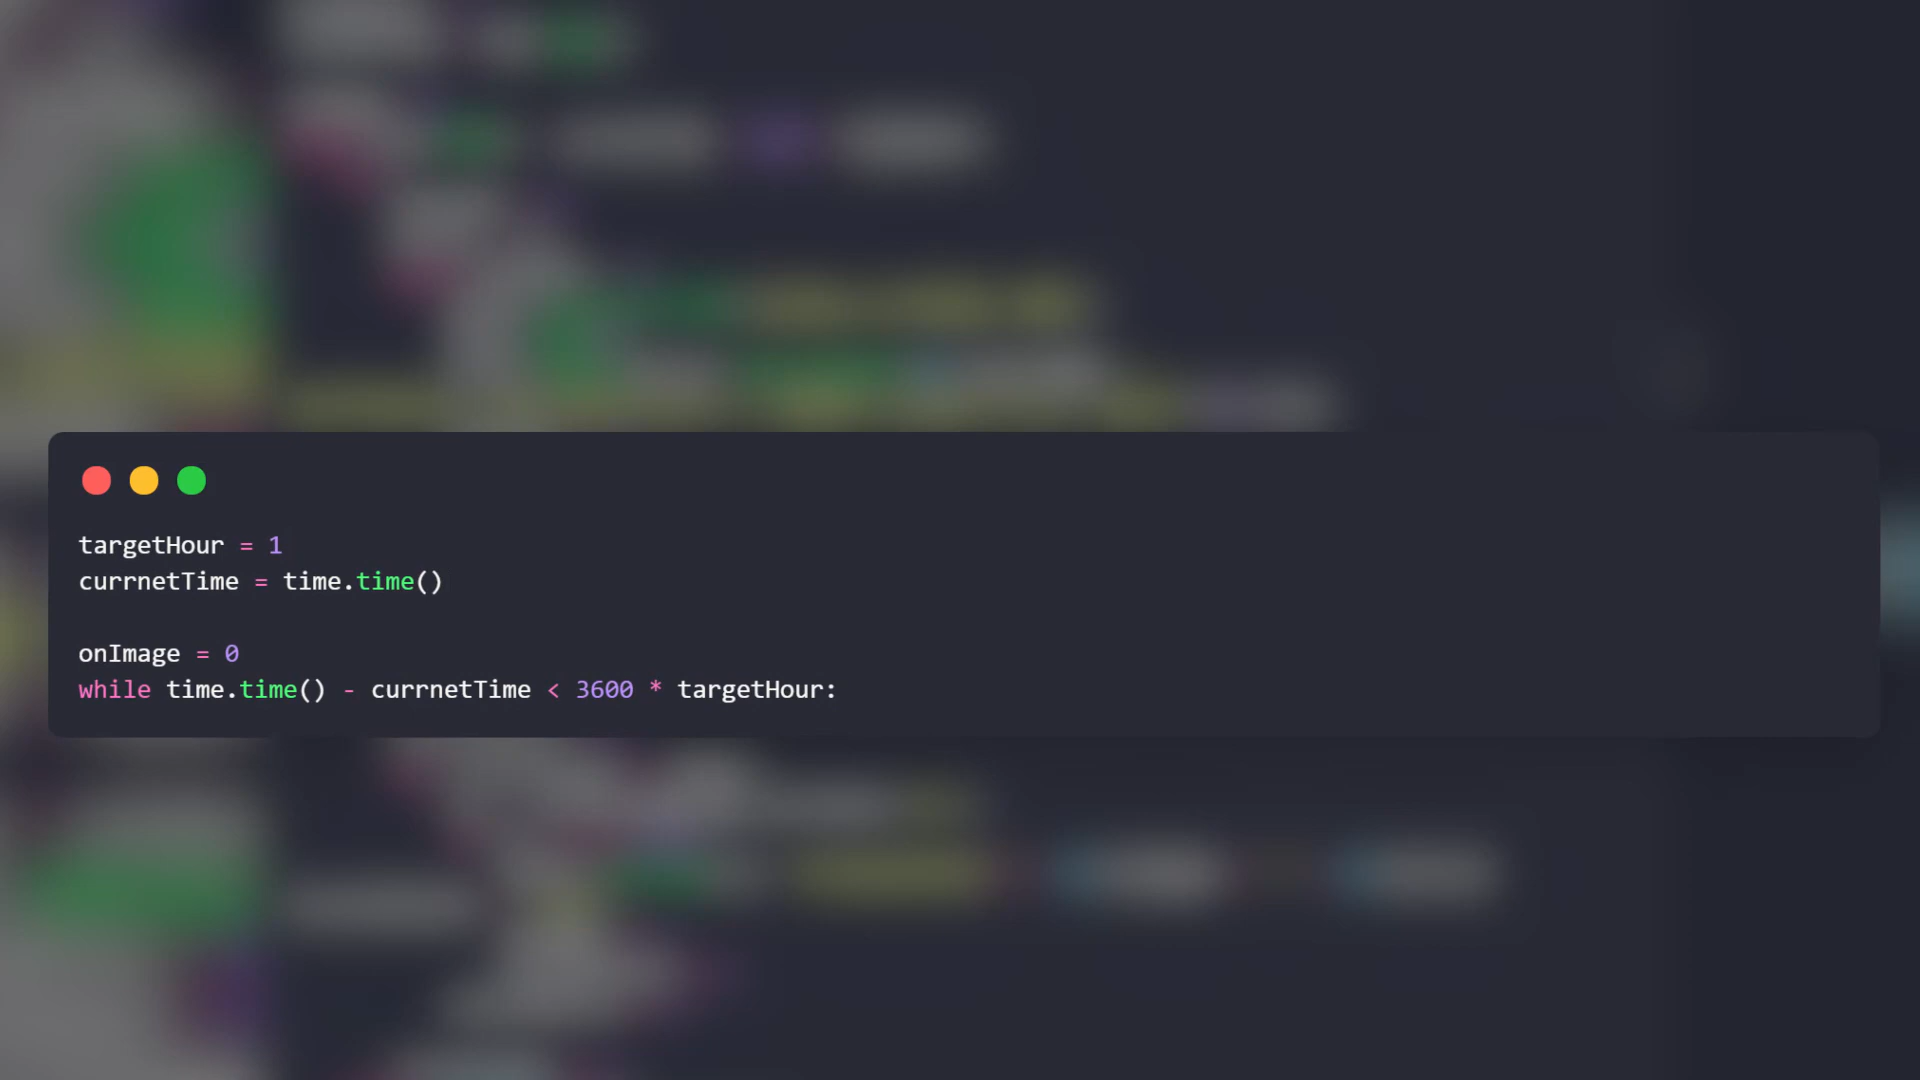 targetHour = 1
currnetTime = time.time()
onImage = 0
while time.time() - currnetTime < 3600 * targetHour: